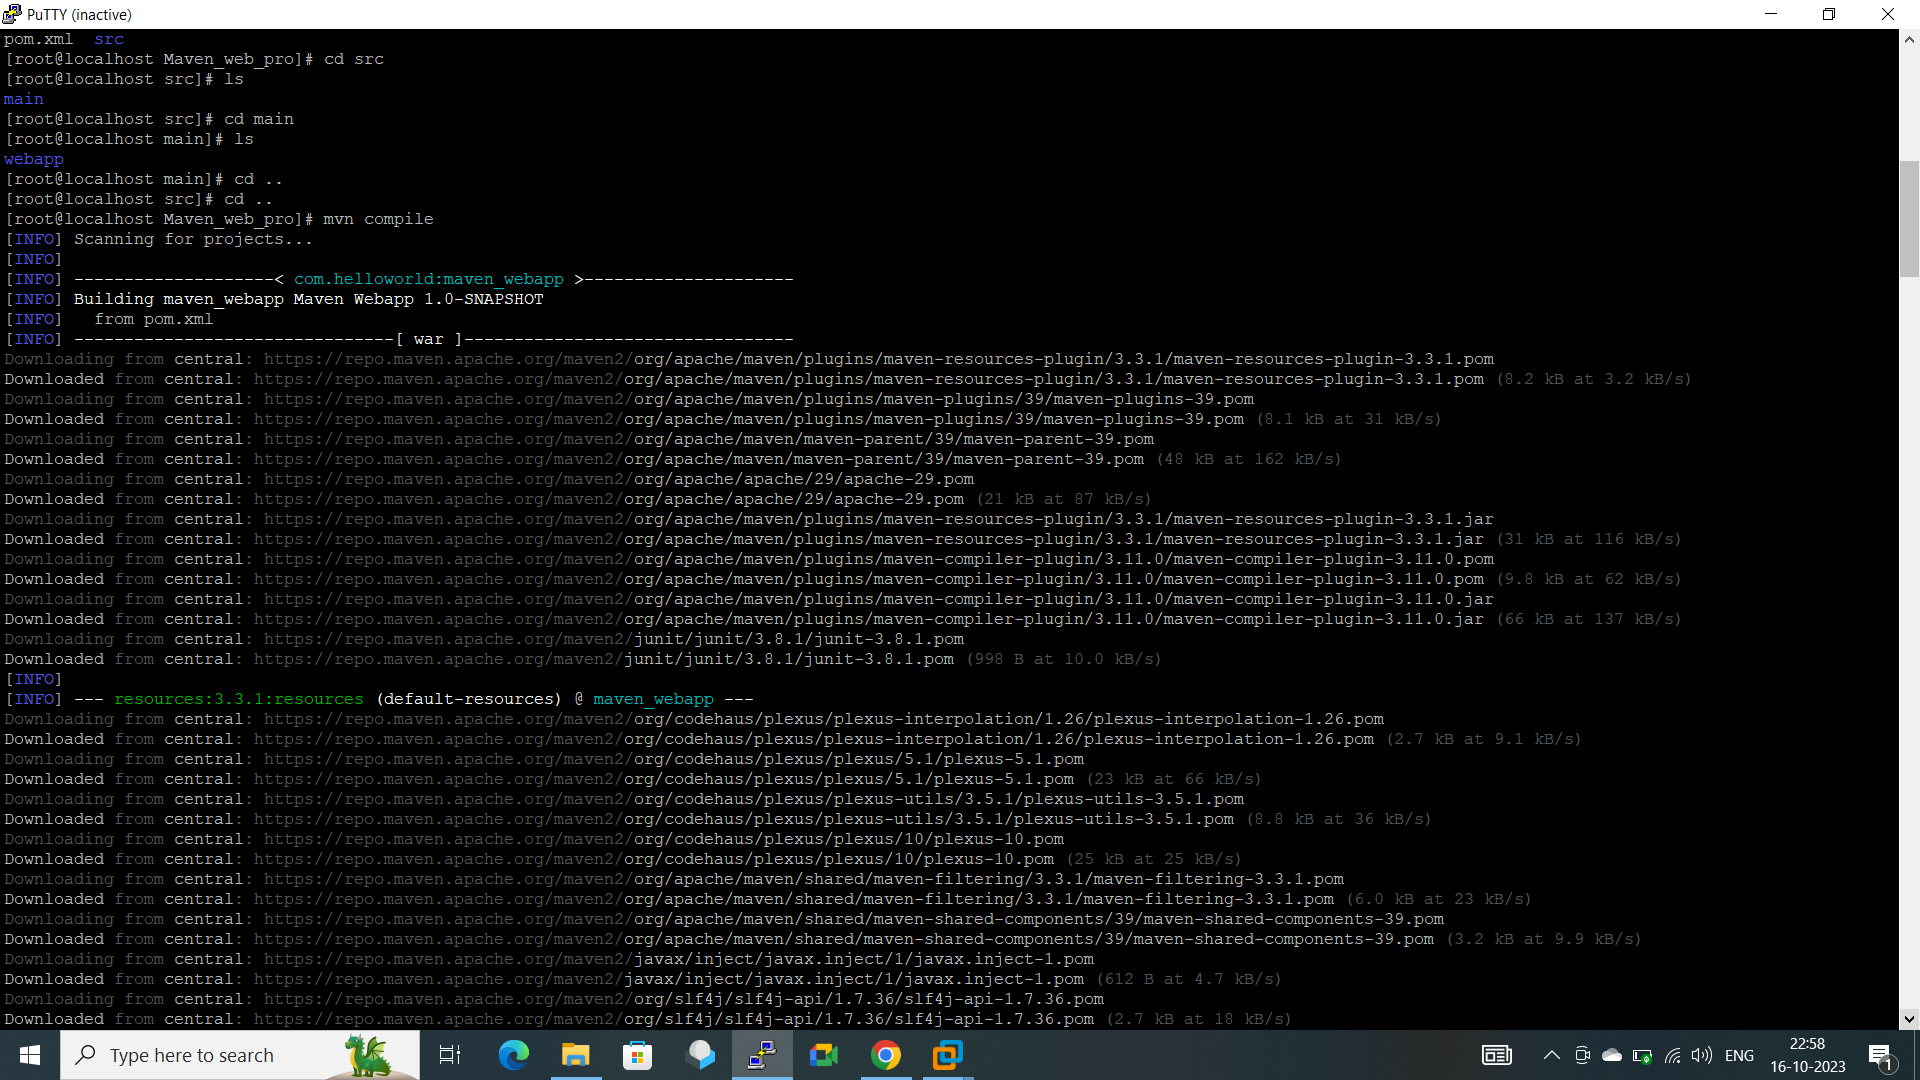 PuTTY (inactive)
pom.xml  src
[root@localhost Maven_web_pro]# cd src
[root@localhost src]# ls
main
[root@localhost src]# cd main
[root@localhost main]# ls
webapp
[root@localhost main]# cd ..
[root@localhost src]# cd ..
[root@localhost Maven_web_pro]# mvn compile
[INFO] Scanning for projects...
[INFO]
[INFO] --------------------< com.helloworld:maven_webapp >---------------------
[INFO] Building maven_webapp Maven Webapp 1.0-SNAPSHOT
[INFO]   from pom.xml
[INFO] --------------------------------[ war ]---------------------------------
Downloading from central: https://repo.maven.apache.org/maven2/org/apache/maven/plugins/maven-resources-plugin/3.3.1/maven-resources-plugin-3.3.1.pom
Downloaded from central: https://repo.maven.apache.org/maven2/org/apache/maven/plugins/maven-resources-plugin/3.3.1/maven-resources-plugin-3.3.1.pom (8.2 kB at 3.2 kB/s)
Downloading from central: https://repo.maven.apache.org/maven2/org/apache/maven/plugins/maven-plugins/39/maven-plugins-39.pom
Downloaded from central: https://repo.maven.apache.org/maven2/org/apache/maven/plugins/maven-plugins/39/maven-plugins-39.pom (8.1 kB at 31 kB/s)
Downloading from central: https://repo.maven.apache.org/maven2/org/apache/maven/maven-parent/39/maven-parent-39.pom
Downloaded from central: https://repo.maven.apache.org/maven2/org/apache/maven/maven-parent/39/maven-parent-39.pom (48 kB at 162 kB/s)
Downloading from central: https://repo.maven.apache.org/maven2/org/apache/apache/29/apache-29.pom
Downloaded from central: https://repo.maven.apache.org/maven2/org/apache/apache/29/apache-29.pom (21 kB at 87 kB/s)
Downloading from central: https://repo.maven.apache.org/maven2/org/apache/maven/plugins/maven-resources-plugin/3.3.1/maven-resources-plugin-3.3.1.jar
Downloaded from central: https://repo.maven.apache.org/maven2/org/apache/maven/plugins/maven-resources-plugin/3.3.1/maven-resources-plugin-3.3.1.jar (31 kB at 116 kB/s)
Downloading from central: https://repo.maven.apache.org/maven2/org/apache/maven/plugins/maven-compiler-plugin/3.11.0/maven-compiler-plugin-3.11.0.pom
Downloaded from central: https://repo.maven.apache.org/maven2/org/apache/maven/plugins/maven-compiler-plugin/3.11.0/maven-compiler-plugin-3.11.0.pom (9.8 kB at 62 kB/s)
Downloading from central: https://repo.maven.apache.org/maven2/org/apache/maven/plugins/maven-compiler-plugin/3.11.0/maven-compiler-plugin-3.11.0.jar
Downloaded from central: https://repo.maven.apache.org/maven2/org/apache/maven/plugins/maven-compiler-plugin/3.11.0/maven-compiler-plugin-3.11.0.jar (66 kB at 137 kB/s)
Downloading from central: https://repo.maven.apache.org/maven2/junit/junit/3.8.1/junit-3.8.1.pom
Downloaded from central: https://repo.maven.apache.org/maven2/junit/junit/3.8.1/junit-3.8.1.pom (998 B at 10.0 kB/s)
[INFO]
[INFO] --- resources:3.3.1:resources (default-resources) @ maven_webapp ---
Downloading from central: https://repo.maven.apache.org/maven2/org/codehaus/plexus/plexus-interpolation/1.26/plexus-interpolation-1.26.pom
Downloaded from central: https://repo.maven.apache.org/maven2/org/codehaus/plexus/plexus-interpolation/1.26/plexus-interpolation-1.26.pom (2.7 kB at 9.1 kB/s)
Downloading from central: https://repo.maven.apache.org/maven2/org/codehaus/plexus/plexus/5.1/plexus-5.1.pom
Downloaded from central: https://repo.maven.apache.org/maven2/org/codehaus/plexus/plexus/5.1/plexus-5.1.pom (23 kB at 66 kB/s)
Downloading from central: https://repo.maven.apache.org/maven2/org/codehaus/plexus/plexus-utils/3.5.1/plexus-utils-3.5.1.pom
Downloaded from central: https://repo.maven.apache.org/maven2/org/codehaus/plexus/plexus-utils/3.5.1/plexus-utils-3.5.1.pom (8.8 kB at 36 kB/s)
Downloading from central: https://repo.maven.apache.org/maven2/org/codehaus/plexus/plexus/10/plexus-10.pom
Downloaded from central: https://repo.maven.apache.org/maven2/org/codehaus/plexus/plexus/10/plexus-10.pom (25 kB at 25 kB/s)
Downloading from central: https://repo.maven.apache.org/maven2/org/apache/maven/shared/maven-filtering/3.3.1/maven-filtering-3.3.1.pom
Downloaded from central: https://repo.maven.apache.org/maven2/org/apache/maven/shared/maven-filtering/3.3.1/maven-filtering-3.3.1.pom (6.0 kB at 23 kB/s)
Downloading from central: https://repo.maven.apache.org/maven2/org/apache/maven/shared/maven-shared-components/39/maven-shared-components-39.pom
Downloaded from central: https://repo.maven.apache.org/maven2/org/apache/maven/shared/maven-shared-components/39/maven-shared-components-39.pom (3.2 kB at 9.9 kB/s)
Downloading from central: https://repo.maven.apache.org/maven2/javax/inject/javax.inject/1/javax.inject-1.pom
Downloaded from central: https://repo.maven.apache.org/maven2/javax/inject/javax.inject/1/javax.inject-1.pom (612 B at 4.7 kB/s)
Downloading from central: https://repo.maven.apache.org/maven2/org/slf4j/slf4j-api/1.7.36/slf4j-api-1.7.36.pom
Downloaded from central: https://repo.maven.apache.org/maven2/org/slf4j/slf4j-api/1.7.36/slf4j-api-1.7.36.pom (2.7 kB at 18 kB/s)
Type here to search
ENG
22:58
16-10-2023
1